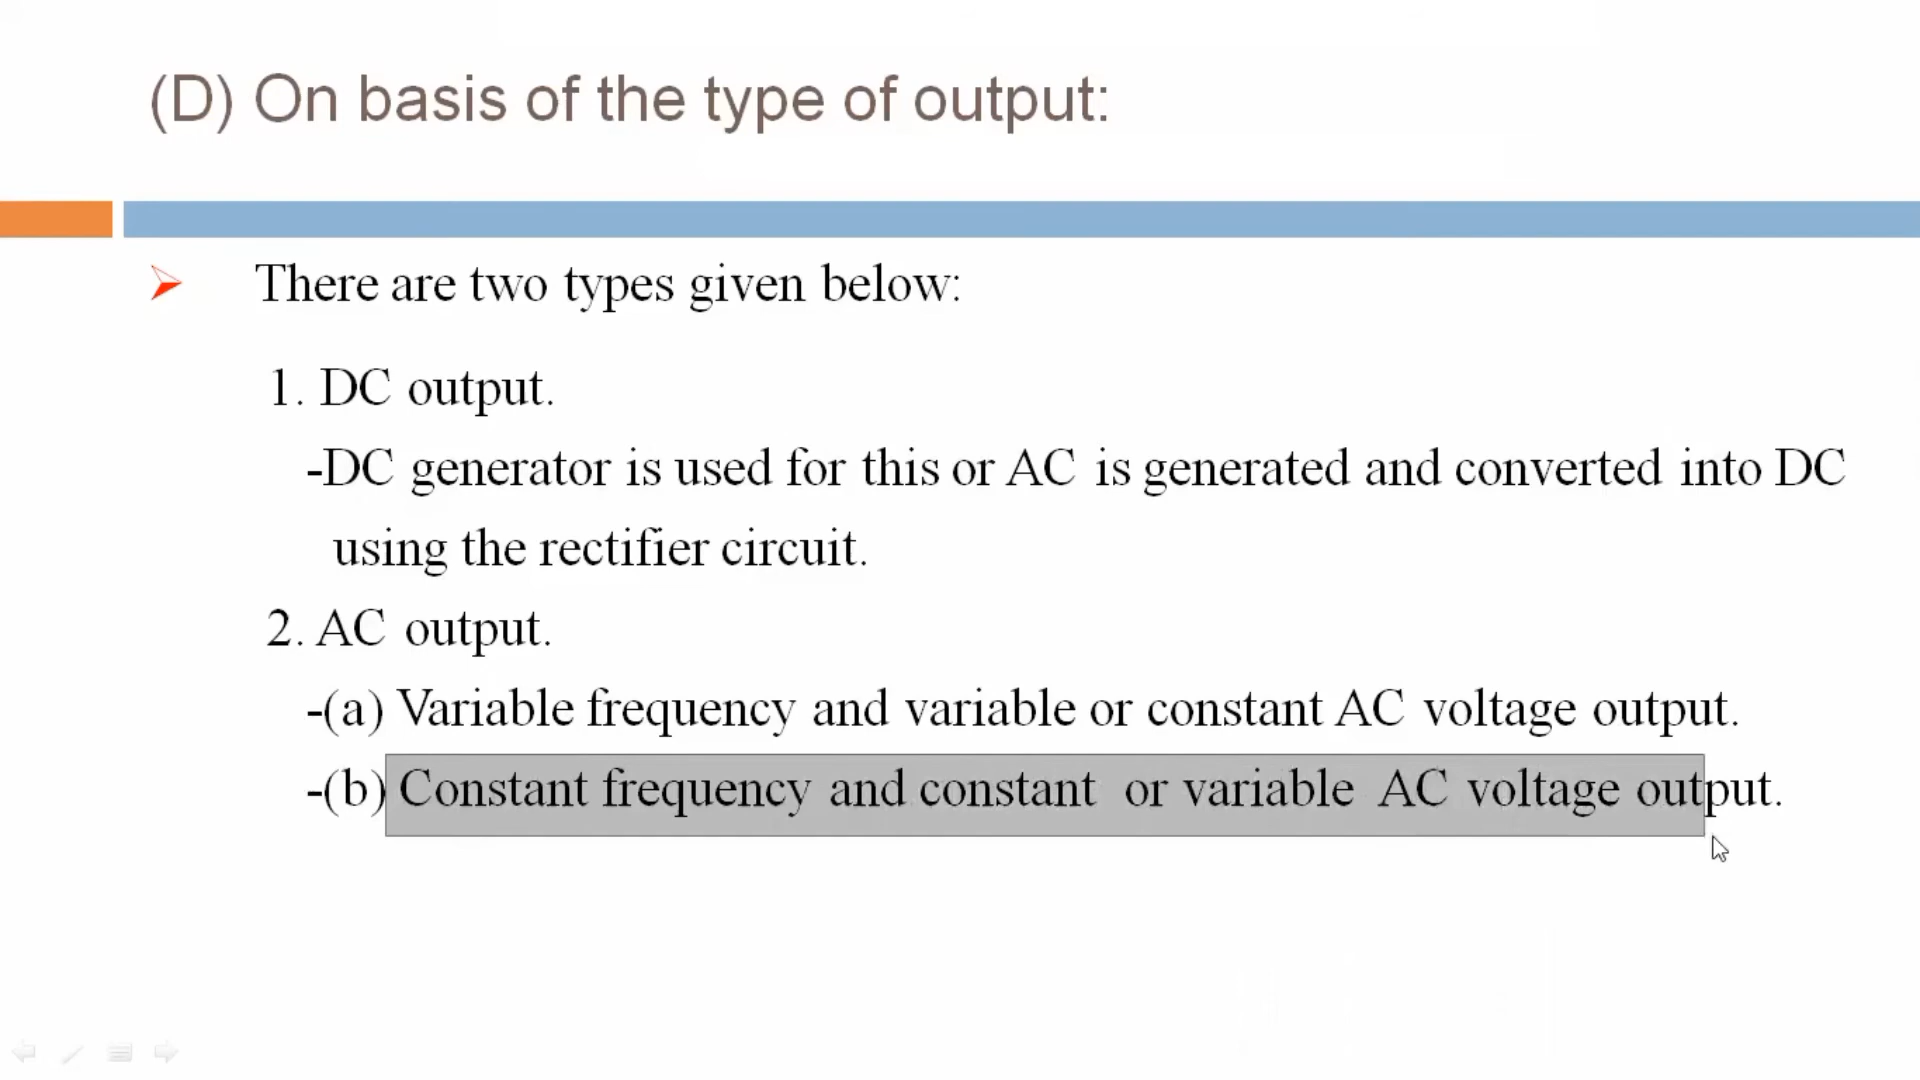 (D) On basis of the type of output:
There are two types given below:
1. DC output.
-DC generator is used for this or AC is generated and converted into DC
using the rectifier circuit.
2. AC output.
-(a) Variable frequency and variable or constant AC voltage output.
-(b) Constant frequency and constant or variable AC voltage output.